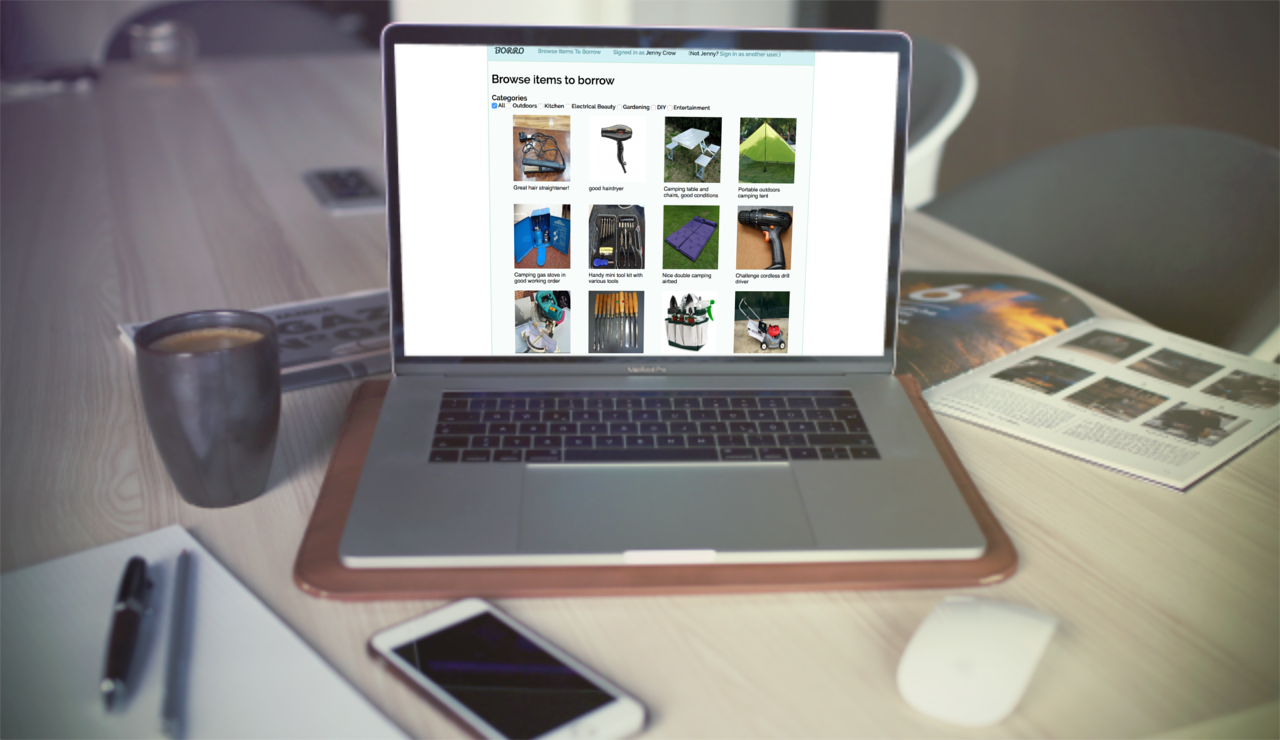 BORRO Browse Items To Borrow Signed in as Jenny Crow (Not Jenny? Sign in as another user)
Browse items to borrow
Categories
All Outdoors Kitchen Electrical Beauty Gardening DIY Entertainment
Great hair straightener!
good hairdryer
Camping table and
chairs, good conditions
Portable outdoors
camping tent
Camping gas stove in
good working order
Handy mini tool kit with
various tools
Nice double camping
airbed
Challenge cordless drill
driver
MacBook Pro
6